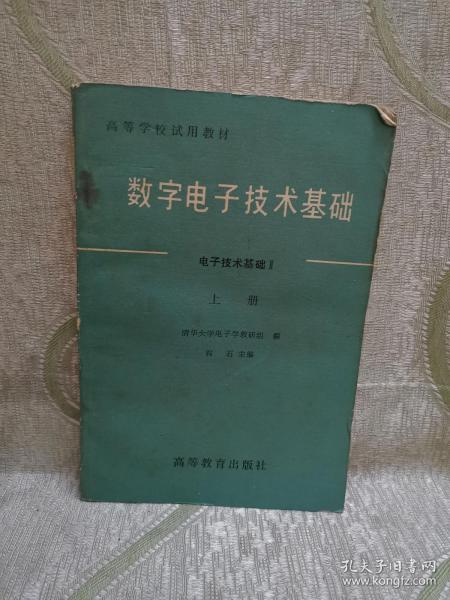 高等学校试用教材
数字电子技术基础
电子技术基础 II
上 册
清华大学电子学教研组 编
阎 石 主编
高等教育出版社
孔夫子旧书网
www.kongfz.com